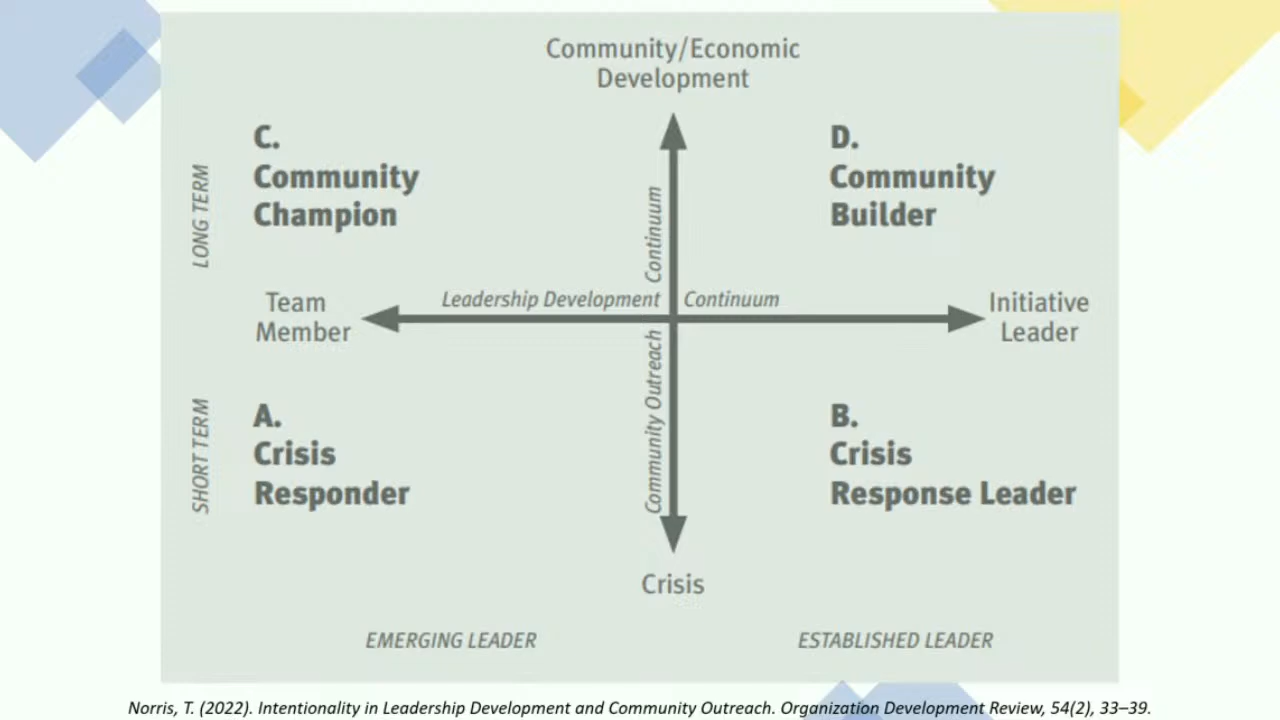 Community/Economic
Development
C.
Community
Champion
D.
Community
Builder
LONG TERM
Continuum
Team
Member
Leadership Development
Continuum
Initiative
Leader
SHORT TERM
A.
Crisis
Responder
Community Outreach
B.
Crisis
Response Leader
Crisis
EMERGING LEADER
ESTABLISHED LEADER
Norris, T. (2022). Intentionality in Leadership Development and Community Outreach. Organization Development Review, 54(2), 33–39.